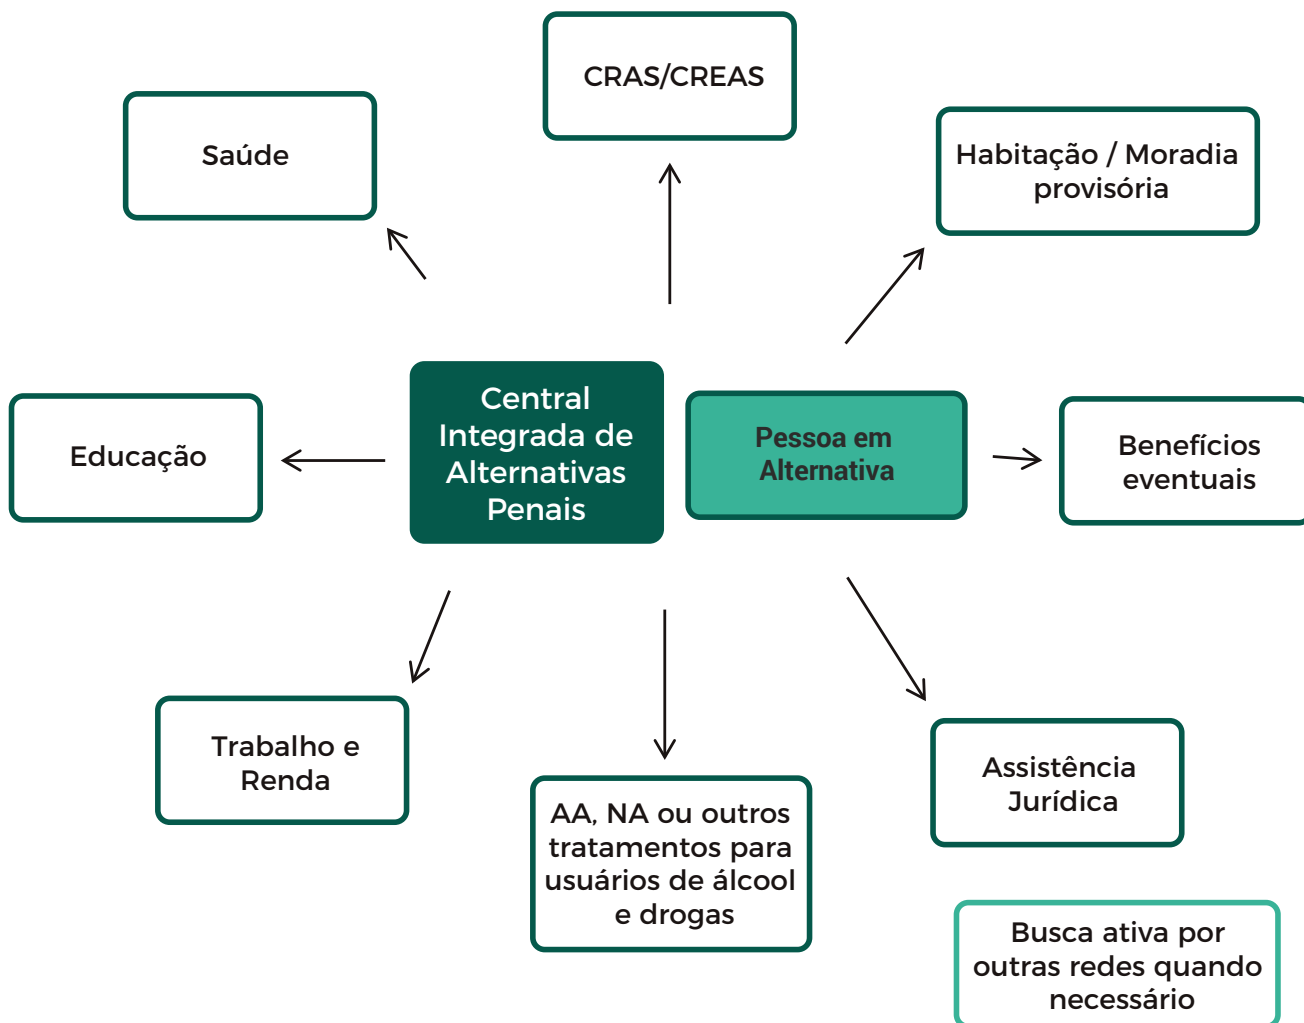 CRAS/CREAS
Saúde
Habitação / Moradia
provisória
Central
Integrada de
Alternativas
Penais
Pessoa em
Alternativa
Educação
Benefícios
eventuais
Trabalho e
Renda
AA, NA ou outros
tratamentos para
usuários de álcool
e drogas
Assistência
Jurídica
Busca ativa por
outras redes quando
necessário